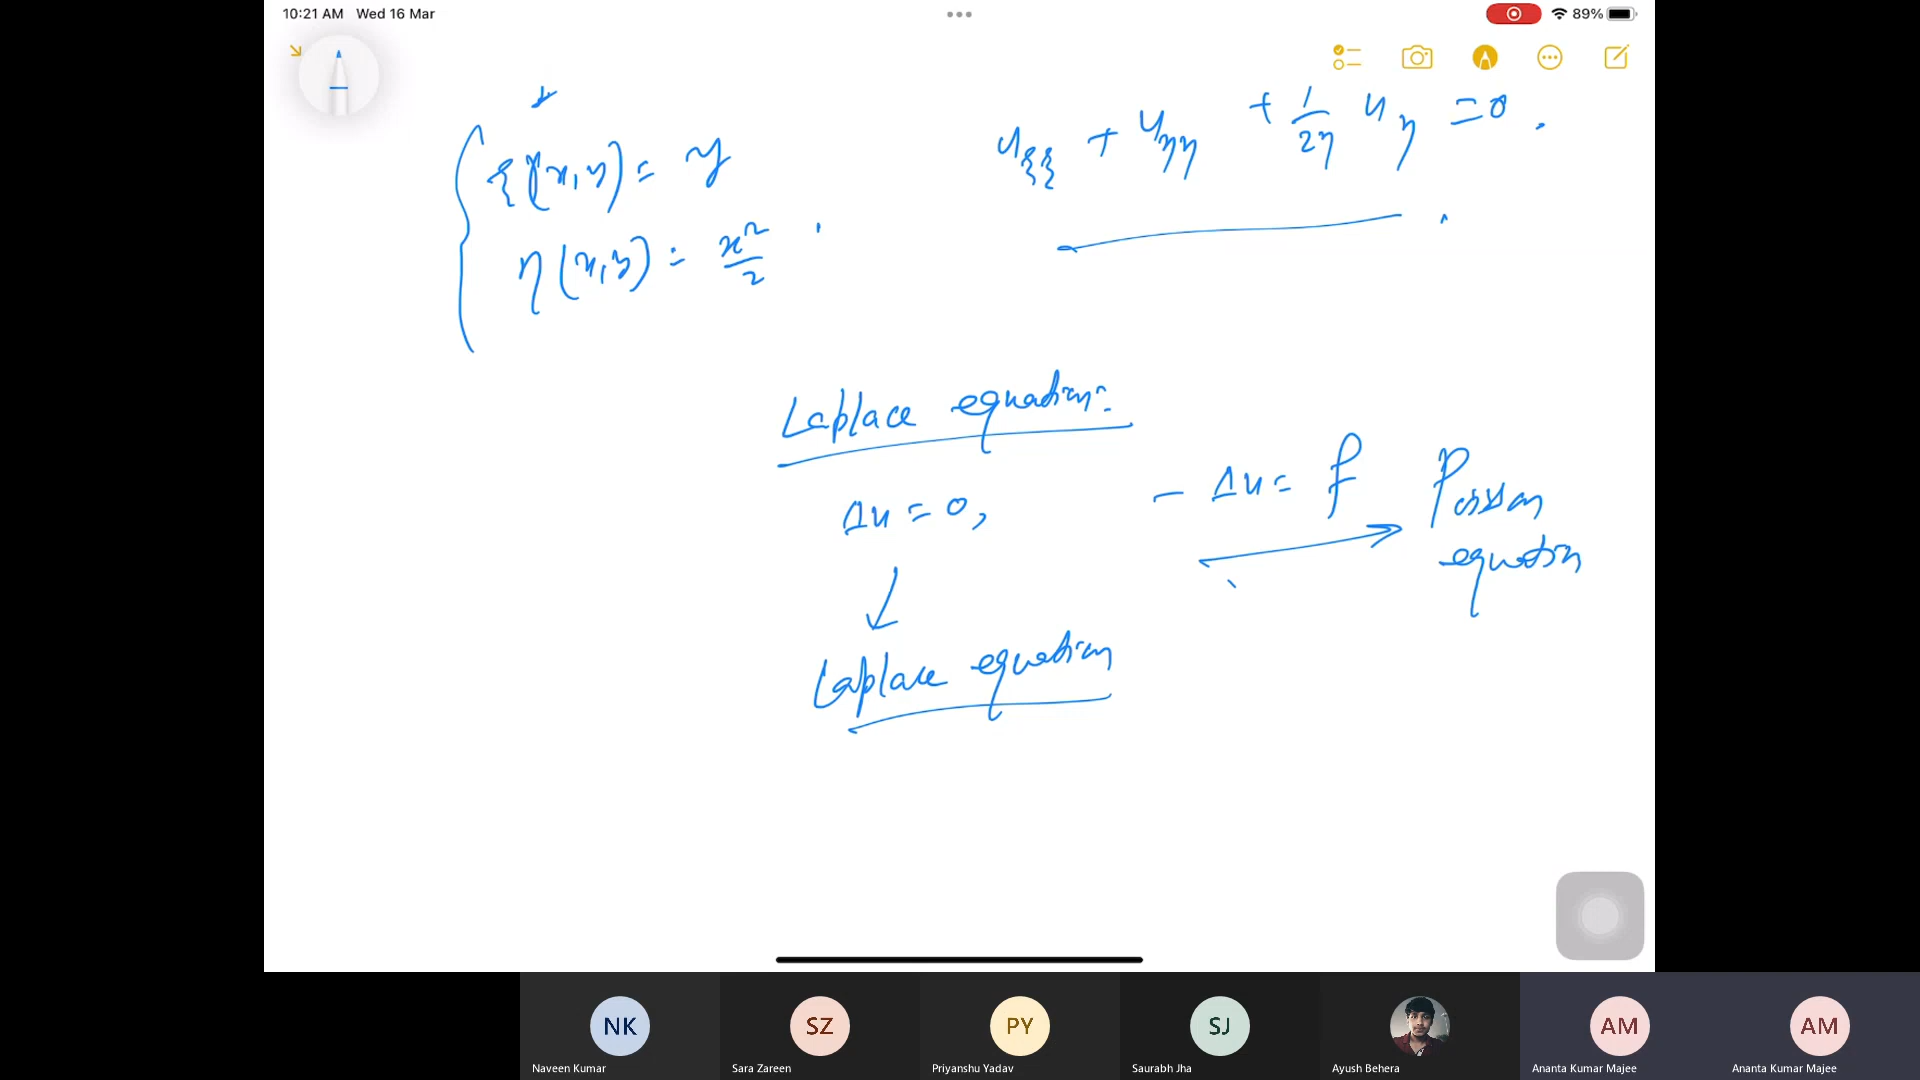 10:21 AM Wed 16 Mar
89%
ξ(x,y) = y
η(x,y) = x²/2 .
u_ξξ + u_ηη + 1/2η u_η = 0 .
Laplace equation:
Δu = 0,
- Δu = f Poisson
equation
Laplace equation
NK
SZ
PY
SJ
AM
AM
Naveen Kumar
Sara Zareen
Priyanshu Yadav
Saurabh Jha
Ayush Behera
Ananta Kumar Majee
Ananta Kumar Majee